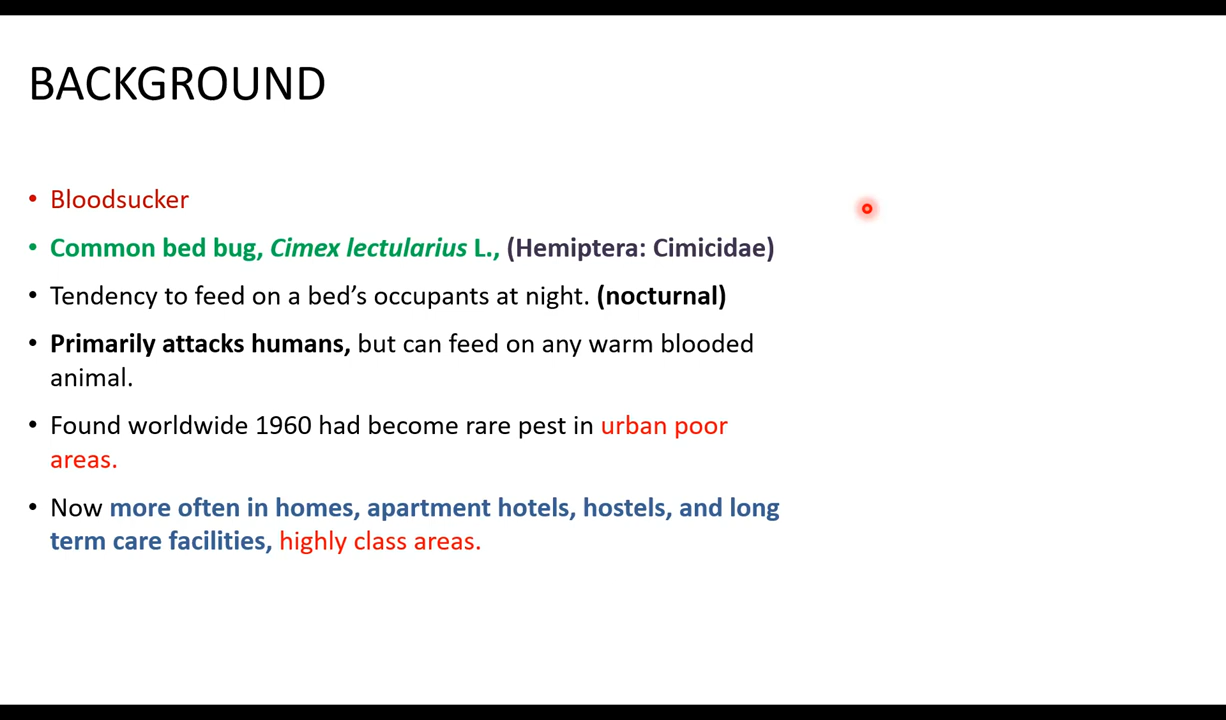 BACKGROUND
• Bloodsucker
• Common bed bug, Cimex lectularius L., (Hemiptera: Cimicidae)
• Tendency to feed on a bed’s occupants at night. (nocturnal)
• Primarily attacks humans, but can feed on any warm blooded
animal.
• Found worldwide 1960 had become rare pest in urban poor
areas.
• Now more often in homes, apartment hotels, hostels, and long
term care facilities, highly class areas.